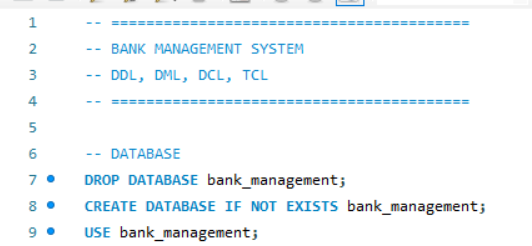 1 -- =========================================
2 -- BANK MANAGEMENT SYSTEM
3 -- DDL, DML, DCL, TCL
4 -- =========================================
5
6 -- DATABASE
7 DROP DATABASE bank_management;
8 CREATE DATABASE IF NOT EXISTS bank_management;
9 USE bank_management;